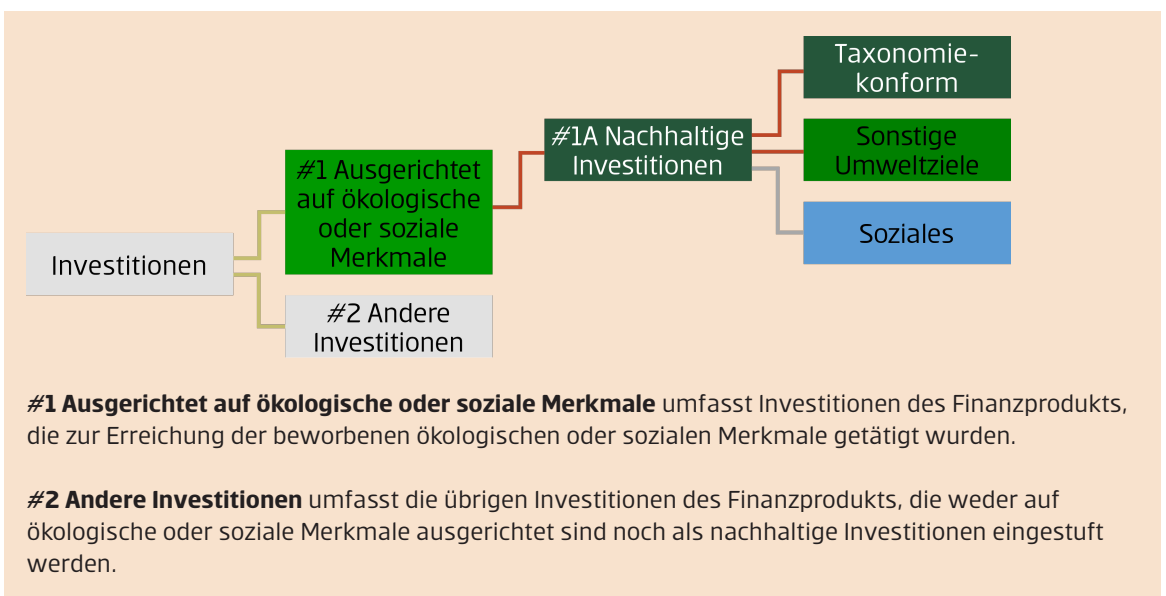 Taxonomie-
konform
#1A Nachhaltige
Investitionen
Sonstige
Umweltziele
#1 Ausgerichtet
auf ökologische
oder soziale
Merkmale
Soziales
Investitionen
#2 Andere
Investitionen
#1 Ausgerichtet auf ökologische oder soziale Merkmale umfasst Investitionen des Finanzprodukts,
die zur Erreichung der beworbenen ökologischen oder sozialen Merkmale getätigt wurden.
#2 Andere Investitionen umfasst die übrigen Investitionen des Finanzprodukts, die weder auf
ökologische oder soziale Merkmale ausgerichtet sind noch als nachhaltige Investitionen eingestuft
werden.